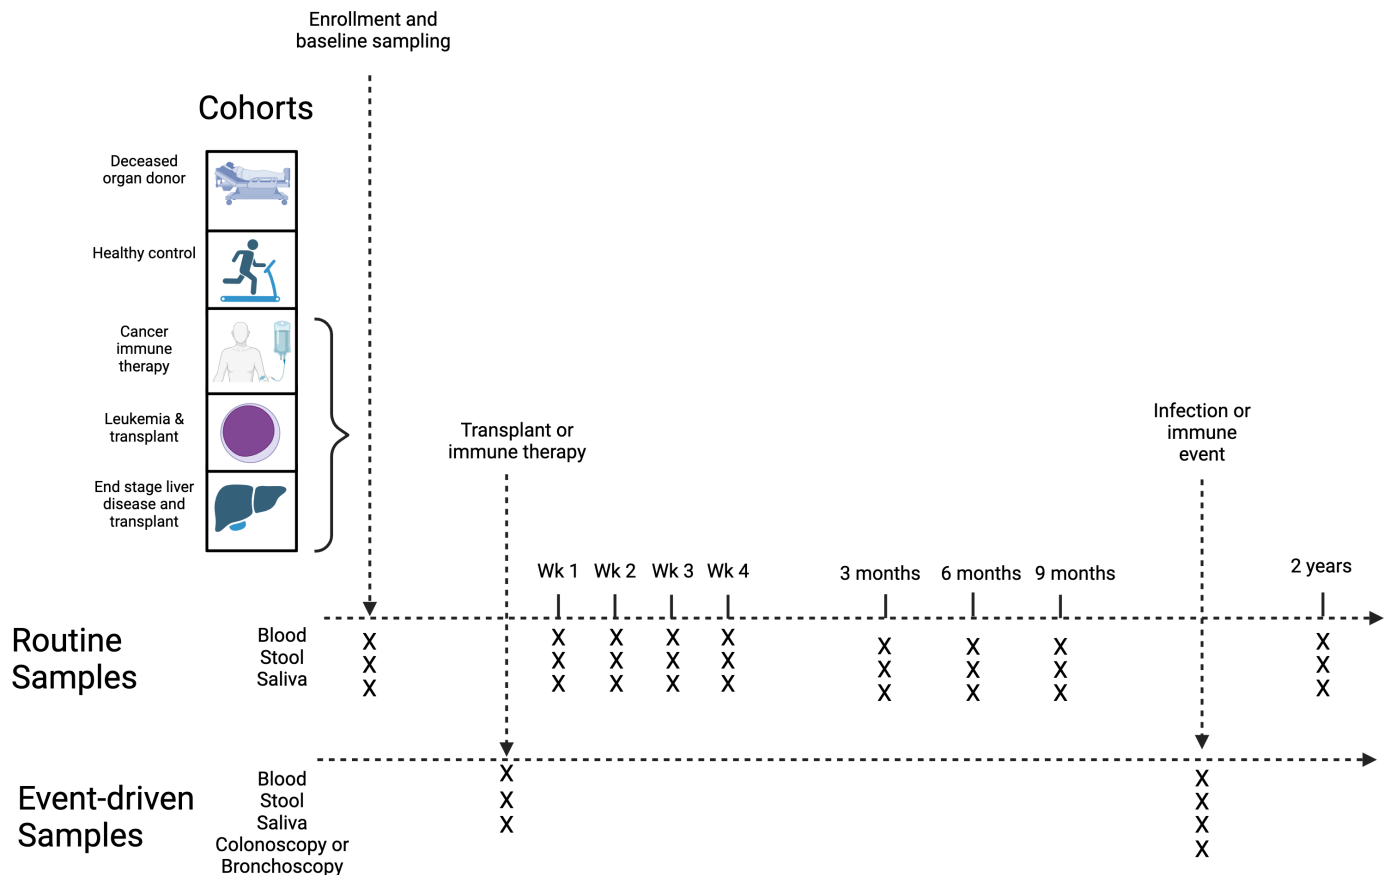 Enrollment and
baseline sampling
Cohorts
Deceased
organ donor
Healthy control
Cancer
immune
therapy
Leukemia &
transplant
End stage liver
disease and
transplant
Transplant or
immune therapy
Infection or
immune
event
Wk 1 Wk 2 Wk 3 Wk 4 3 months 6 months 9 months 2 years
Routine
Samples
Blood X X X X X X X X X
Stool X X X X X X X X X
Saliva X X X X X X X X X
Event-driven
Samples
Blood X X
Stool X X
Saliva X X
Colonoscopy or X
Bronchoscopy